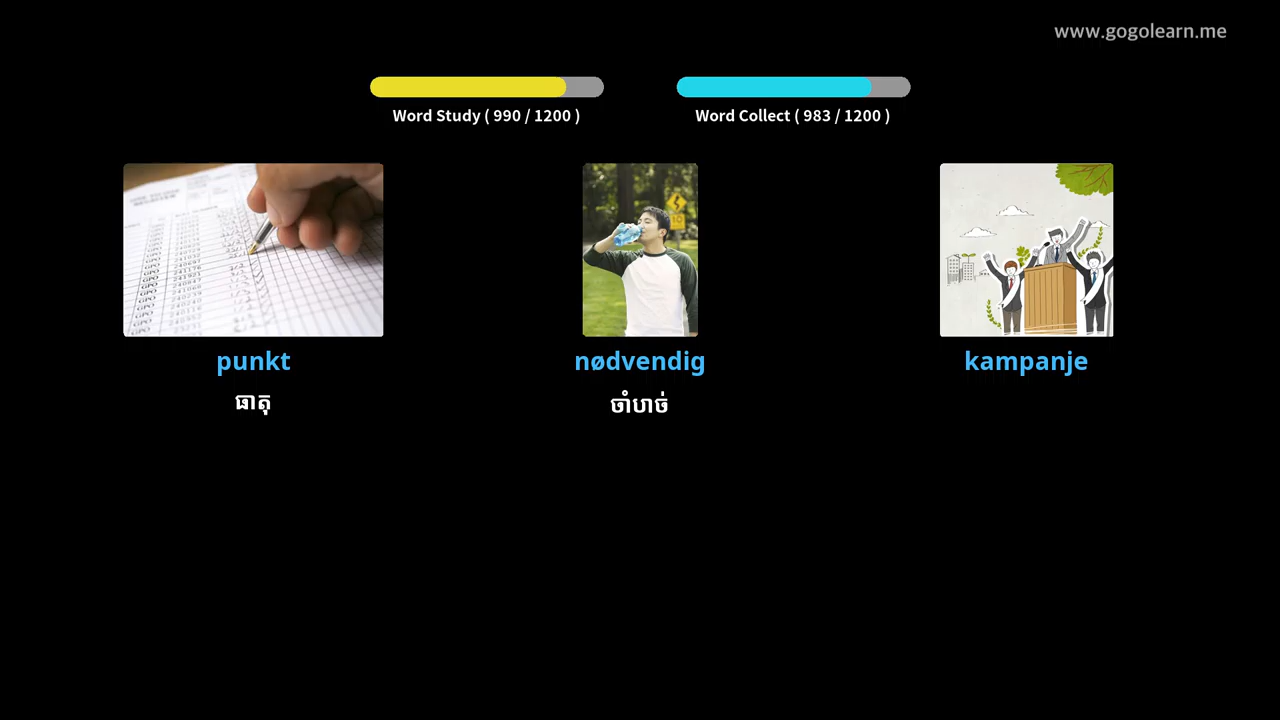 www.gogolearn.me
Word Study ( 990 / 1200 )
Word Collect ( 983 / 1200 )
punkt
nødvendig
kampanje
ធាតុ
ចាំបាច់